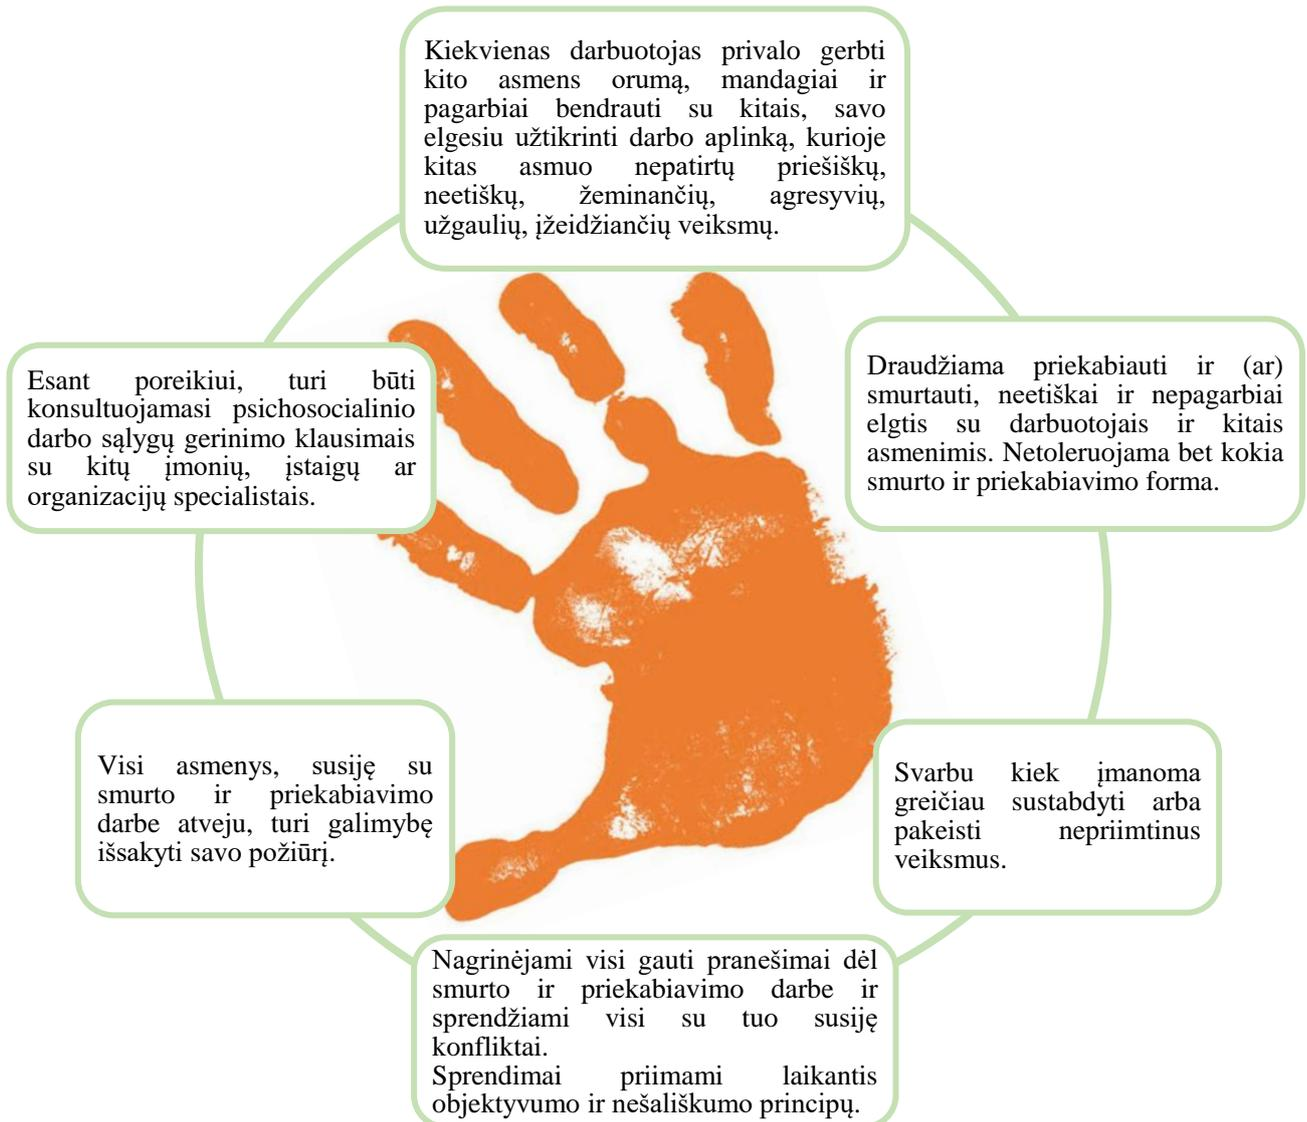 Kiekvienas darbuotojas privalo gerbti
kito asmens orumą, mandagiai ir
pagarbiai bendrauti su kitais, savo
elgesiu užtikrinti darbo aplinką, kurioje
kitas asmuo nepatirtų priešiškų,
neetiškų, žeminančių, agresyvių,
užgaulių, įžeidžiančių veiksmų.
Draudžiama priekabiauti ir (ar)
smurtauti, neetiškai ir nepagarbiai
elgtis su darbuotojais ir kitais
asmenimis. Netoleruojama bet kokia
smurto ir priekabiavimo forma.
Svarbu kiek įmanoma
greičiau sustabdyti arba
pakeisti nepriimtinus
veiksmus.
Nagrinėjami visi gauti pranešimai dėl
smurto ir priekabiavimo darbe ir
sprendžiami visi su tuo susiję
konfliktai.
Sprendimai priimami laikantis
objektyvumo ir nešališkumo principų.
Visi asmenys, susiję su
smurto ir priekabiavimo
darbe atveju, turi galimybę
išsakyti savo požiūrį.
Esant poreikiui, turi būti
konsultuojamasi psichosocialinio
darbo sąlygų gerinimo klausimais
su kitų įmonių, įstaigų ar
organizacijų specialistais.